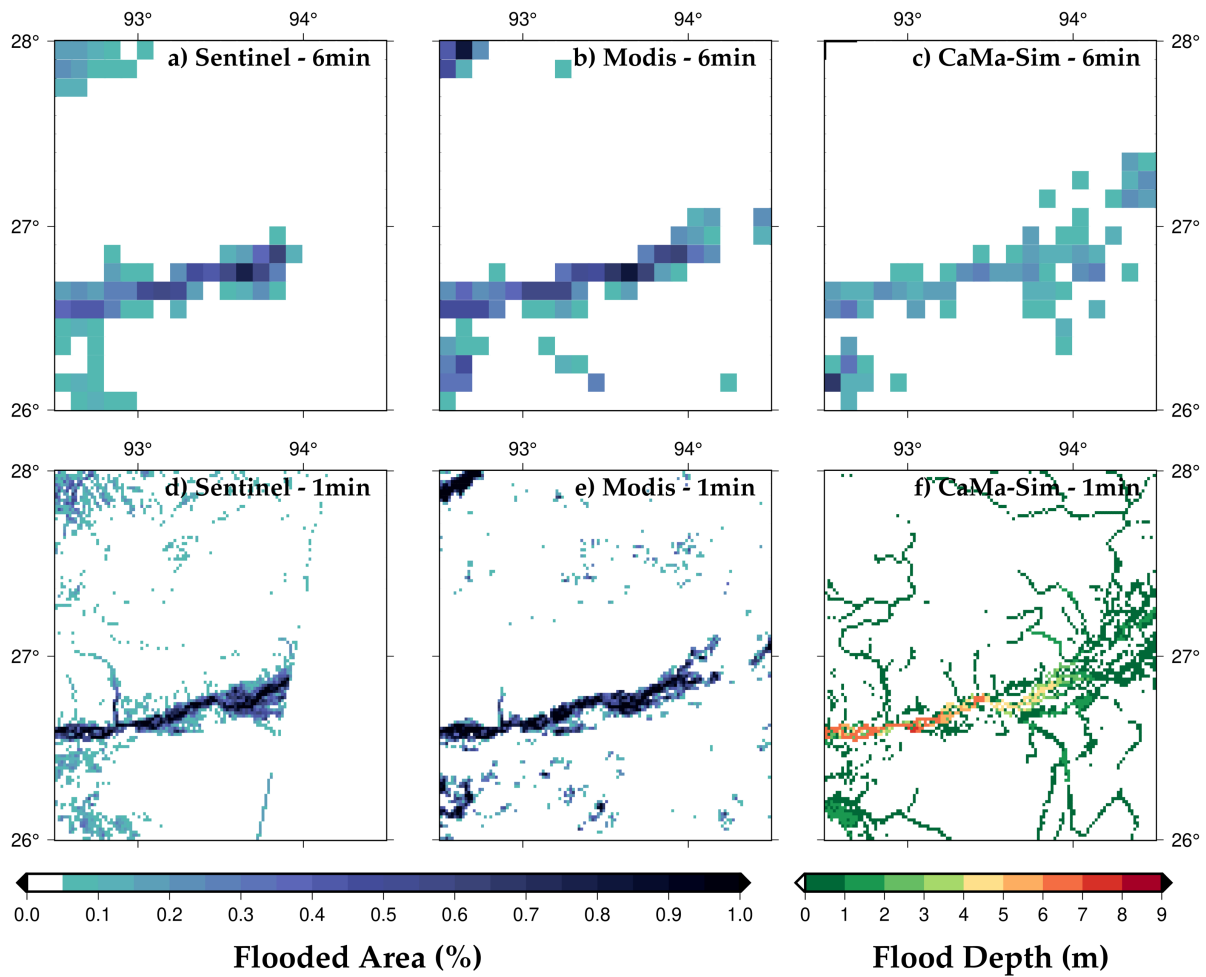 93° 94° 93° 94° 93° 94°
28° a) Sentinel - 6min b) Modis - 6min c) CaMa-Sim - 6min 28°
27° 27°
26° 26°
93° 94° 93° 94° 93° 94°
28° d) Sentinel - 1min e) Modis - 1min f) CaMa-Sim - 1min 28°
27° 27°
26° 26°
0.0 0.1 0.2 0.3 0.4 0.5 0.6 0.7 0.8 0.9 1.0 0 1 2 3 4 5 6 7 8 9
Flooded Area (%) Flood Depth (m)